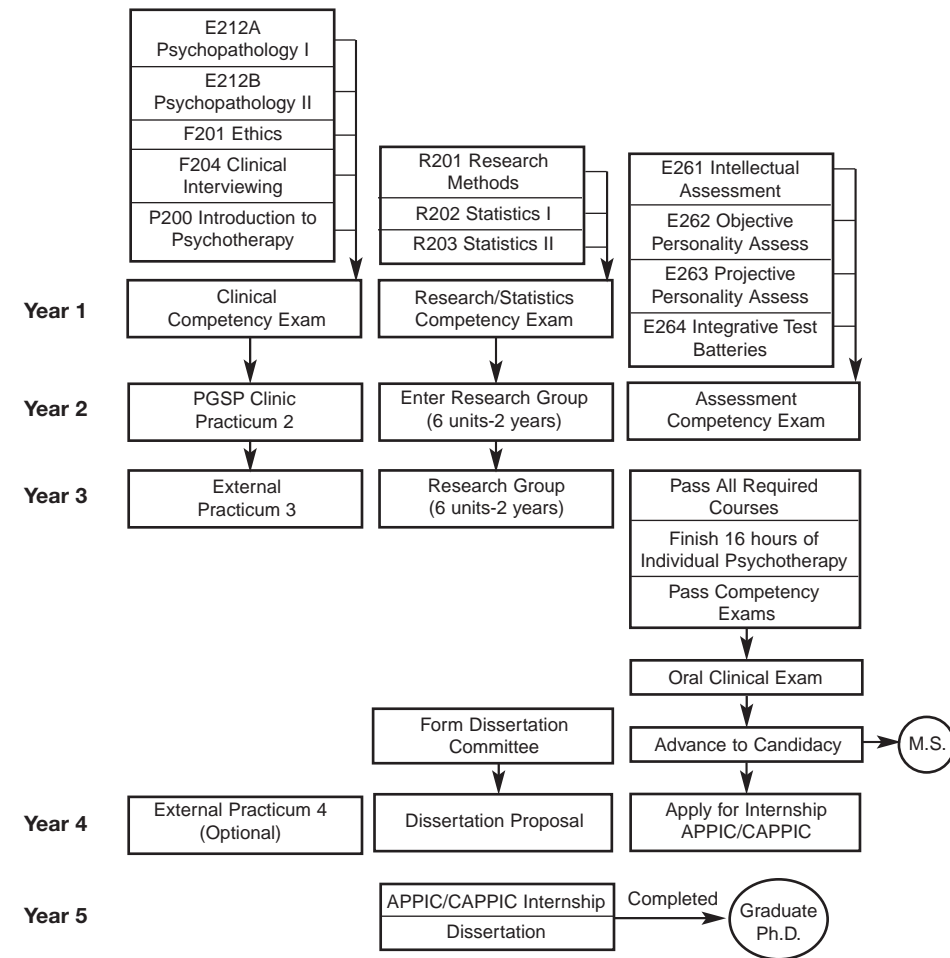 E212A
Psychopathology I
E212B
Psychopathology II
F201 Ethics
F204 Clinical
Interviewing
P200 Introduction to
Psychotherapy
R201 Research
Methods
R202 Statistics I
R203 Statistics II
E261 Intellectual
Assessment
E262 Objective
Personality Assess
E263 Projective
Personality Assess
E264 Integrative Test
Batteries
Year 1
Clinical
Competency Exam
Research/Statistics
Competency Exam
Year 2
PGSP Clinic
Practicum 2
Enter Research Group
(6 units-2 years)
Assessment
Competency Exam
Year 3
External
Practicum 3
Research Group
(6 units-2 years)
Pass All Required
Courses
Finish 16 hours of
Individual Psychotherapy
Pass Competency
Exams
Oral Clinical Exam
Form Dissertation
Committee
Advance to Candidacy
M.S.
Year 4
External Practicum 4
(Optional)
Dissertation Proposal
Apply for Internship
APPIC/CAPPIC
Year 5
APPIC/CAPPIC Internship
Dissertation
Completed
Graduate
Ph.D.